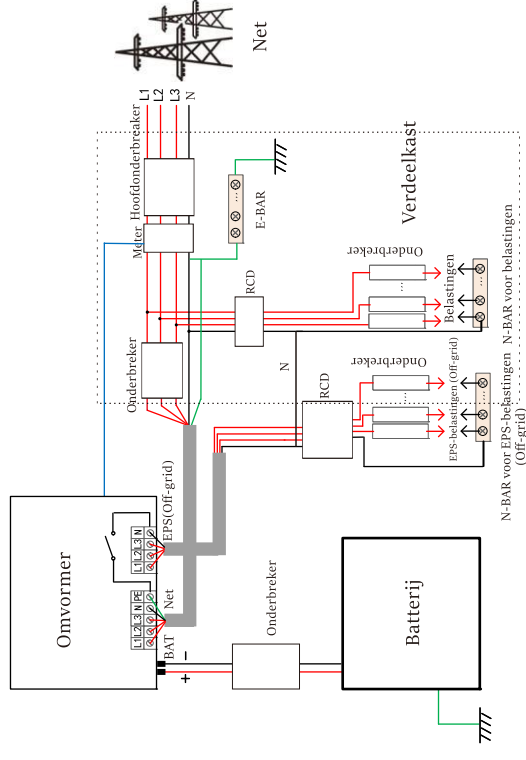 Net
L1
L2
L3
N
Hoofdonderbreaker
Meter
E-BAR
Verdeelkast
Onderbreker
RCD
Onderbreker
...
Belastingen
N-BAR voor belastingen
N
RCD
Onderbreker
...
EPS-belastingen (Off-grid)
N-BAR voor EPS-belastingen
(Off-grid)
Omvormer
EPS(Off-grid)
L1 L2 L3 N
Net
L1 L2 L3 N PE
BAT
+ −
Onderbreker
Batterij